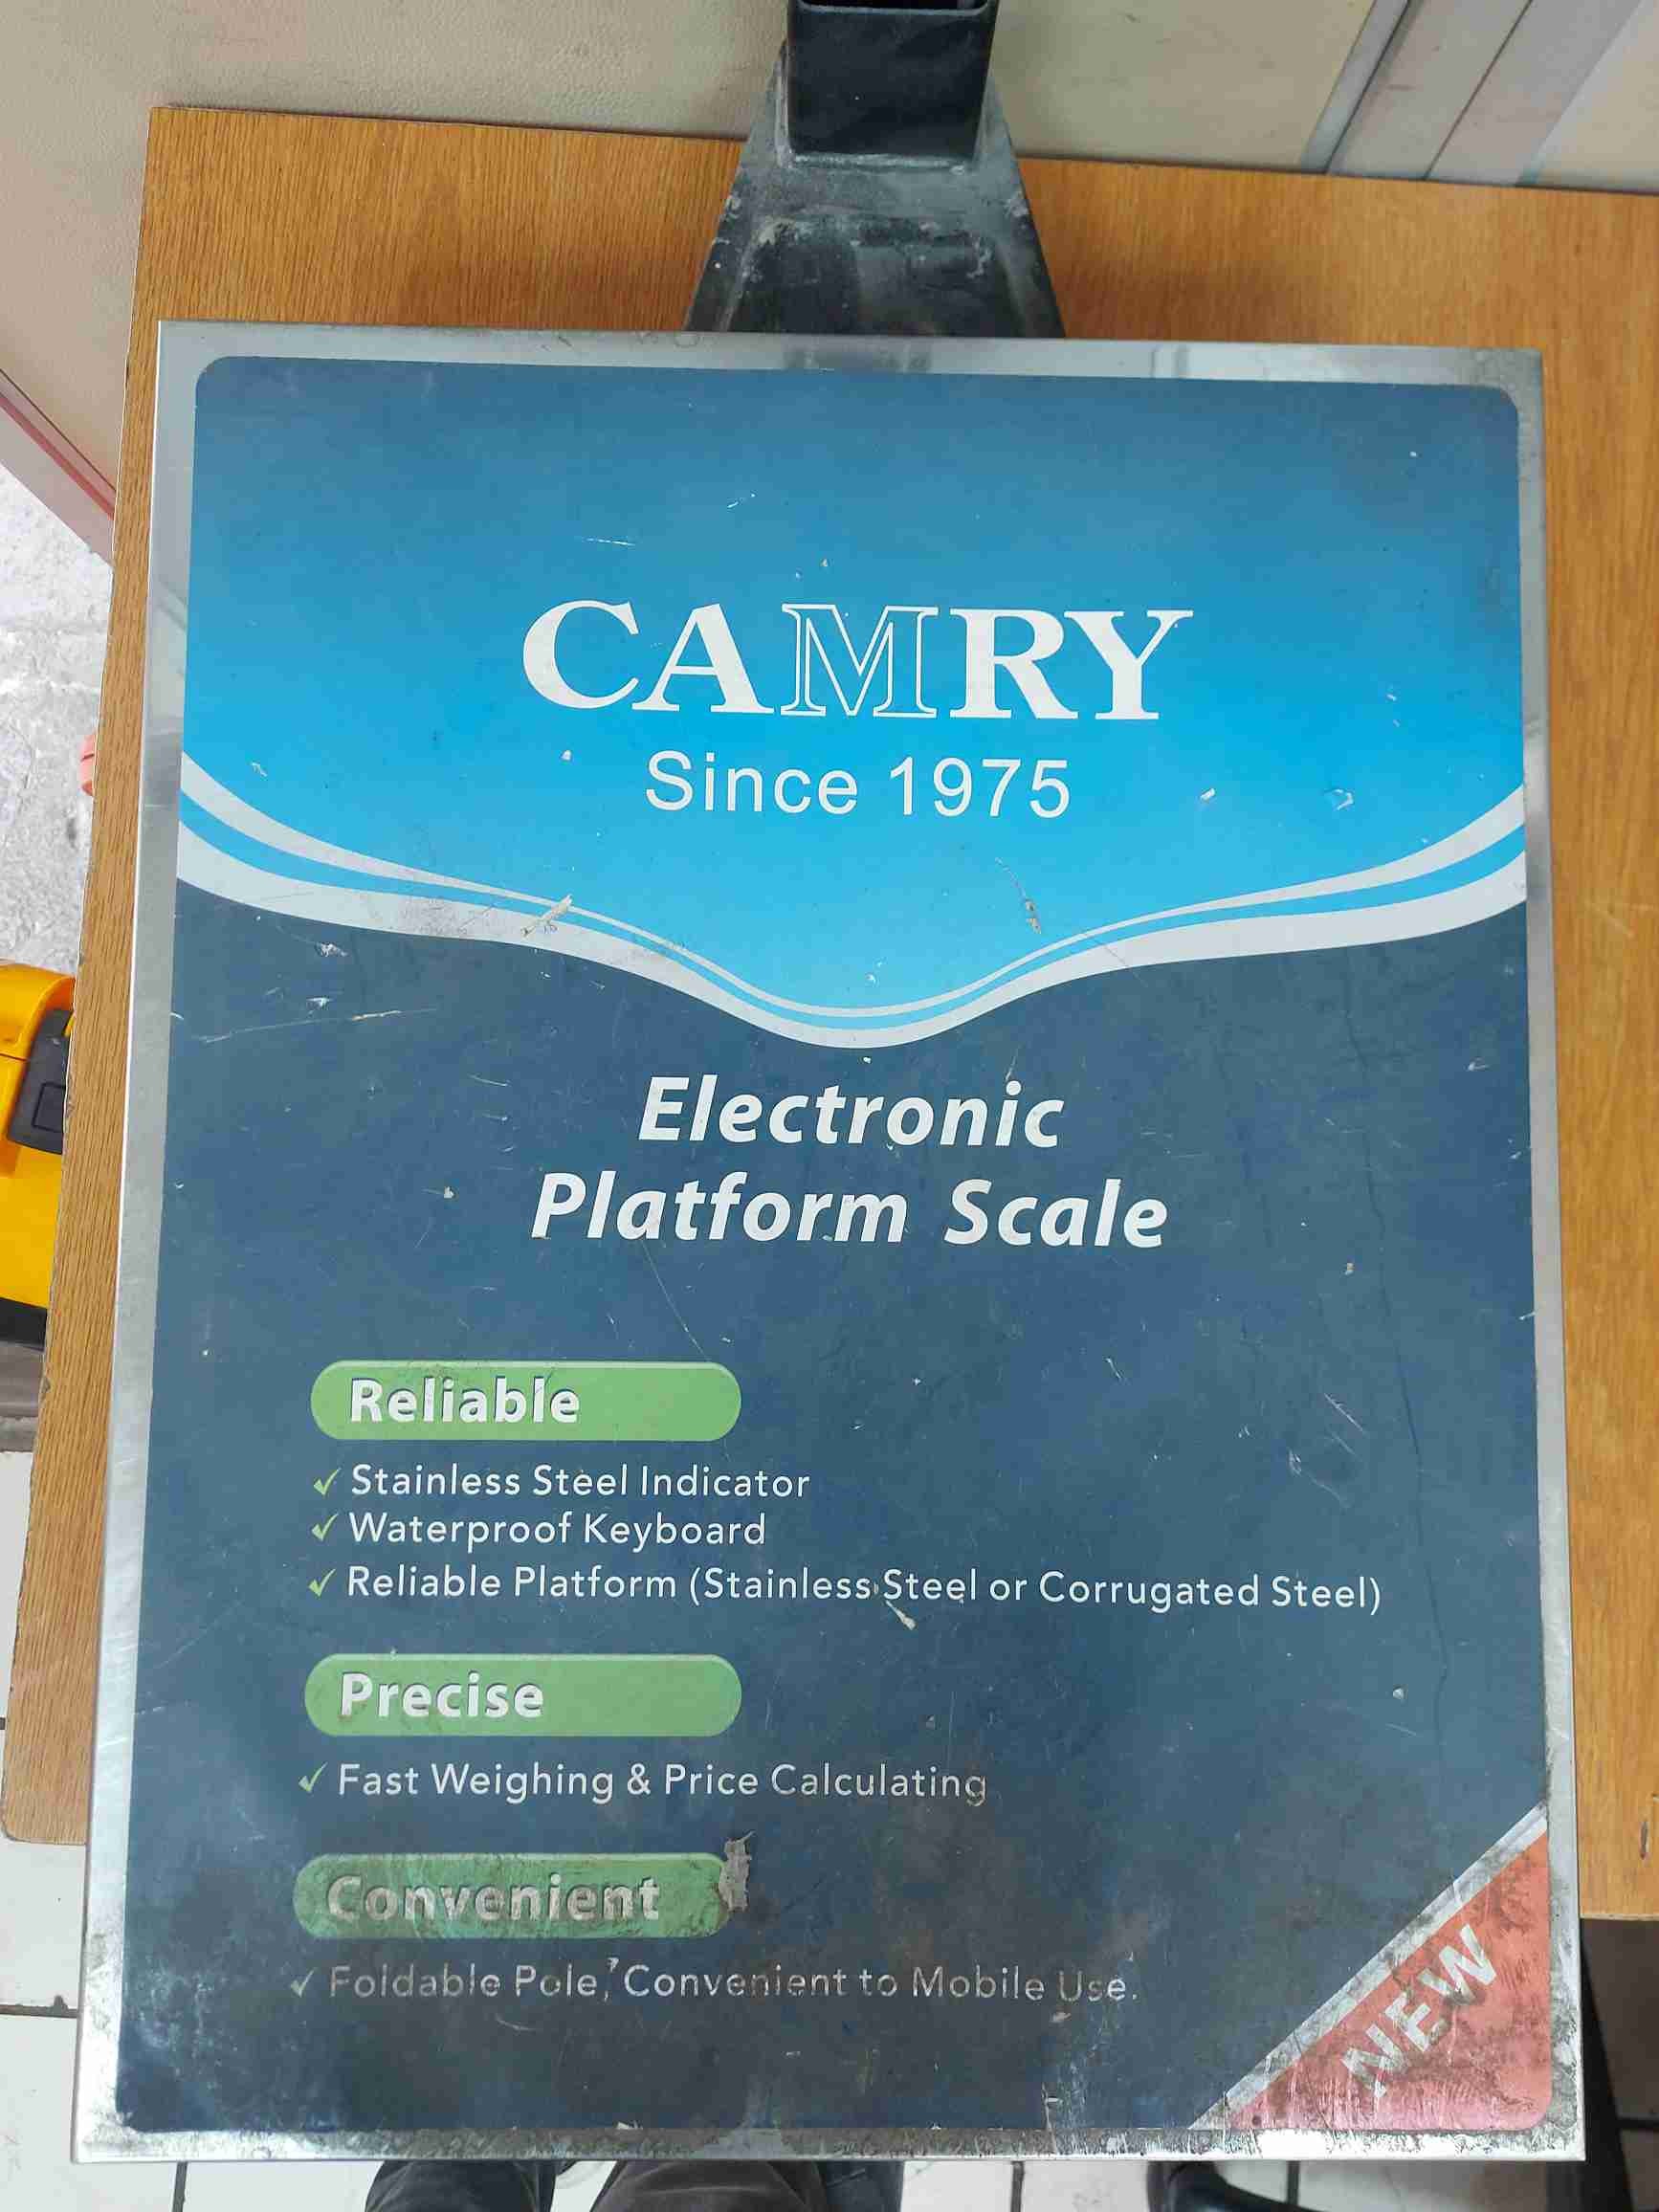 CAMRY
Since 1975
Electronic
Platform Scale
Reliable
✓ Stainless Steel Indicator
✓ Waterproof Keyboard
✓ Reliable Platform (Stainless Steel or Corrugated Steel)
Precise
✓ Fast Weighing & Price Calculating
Convenient
✓ Foldable Pole, Convenient to Mobile Use.
NEW